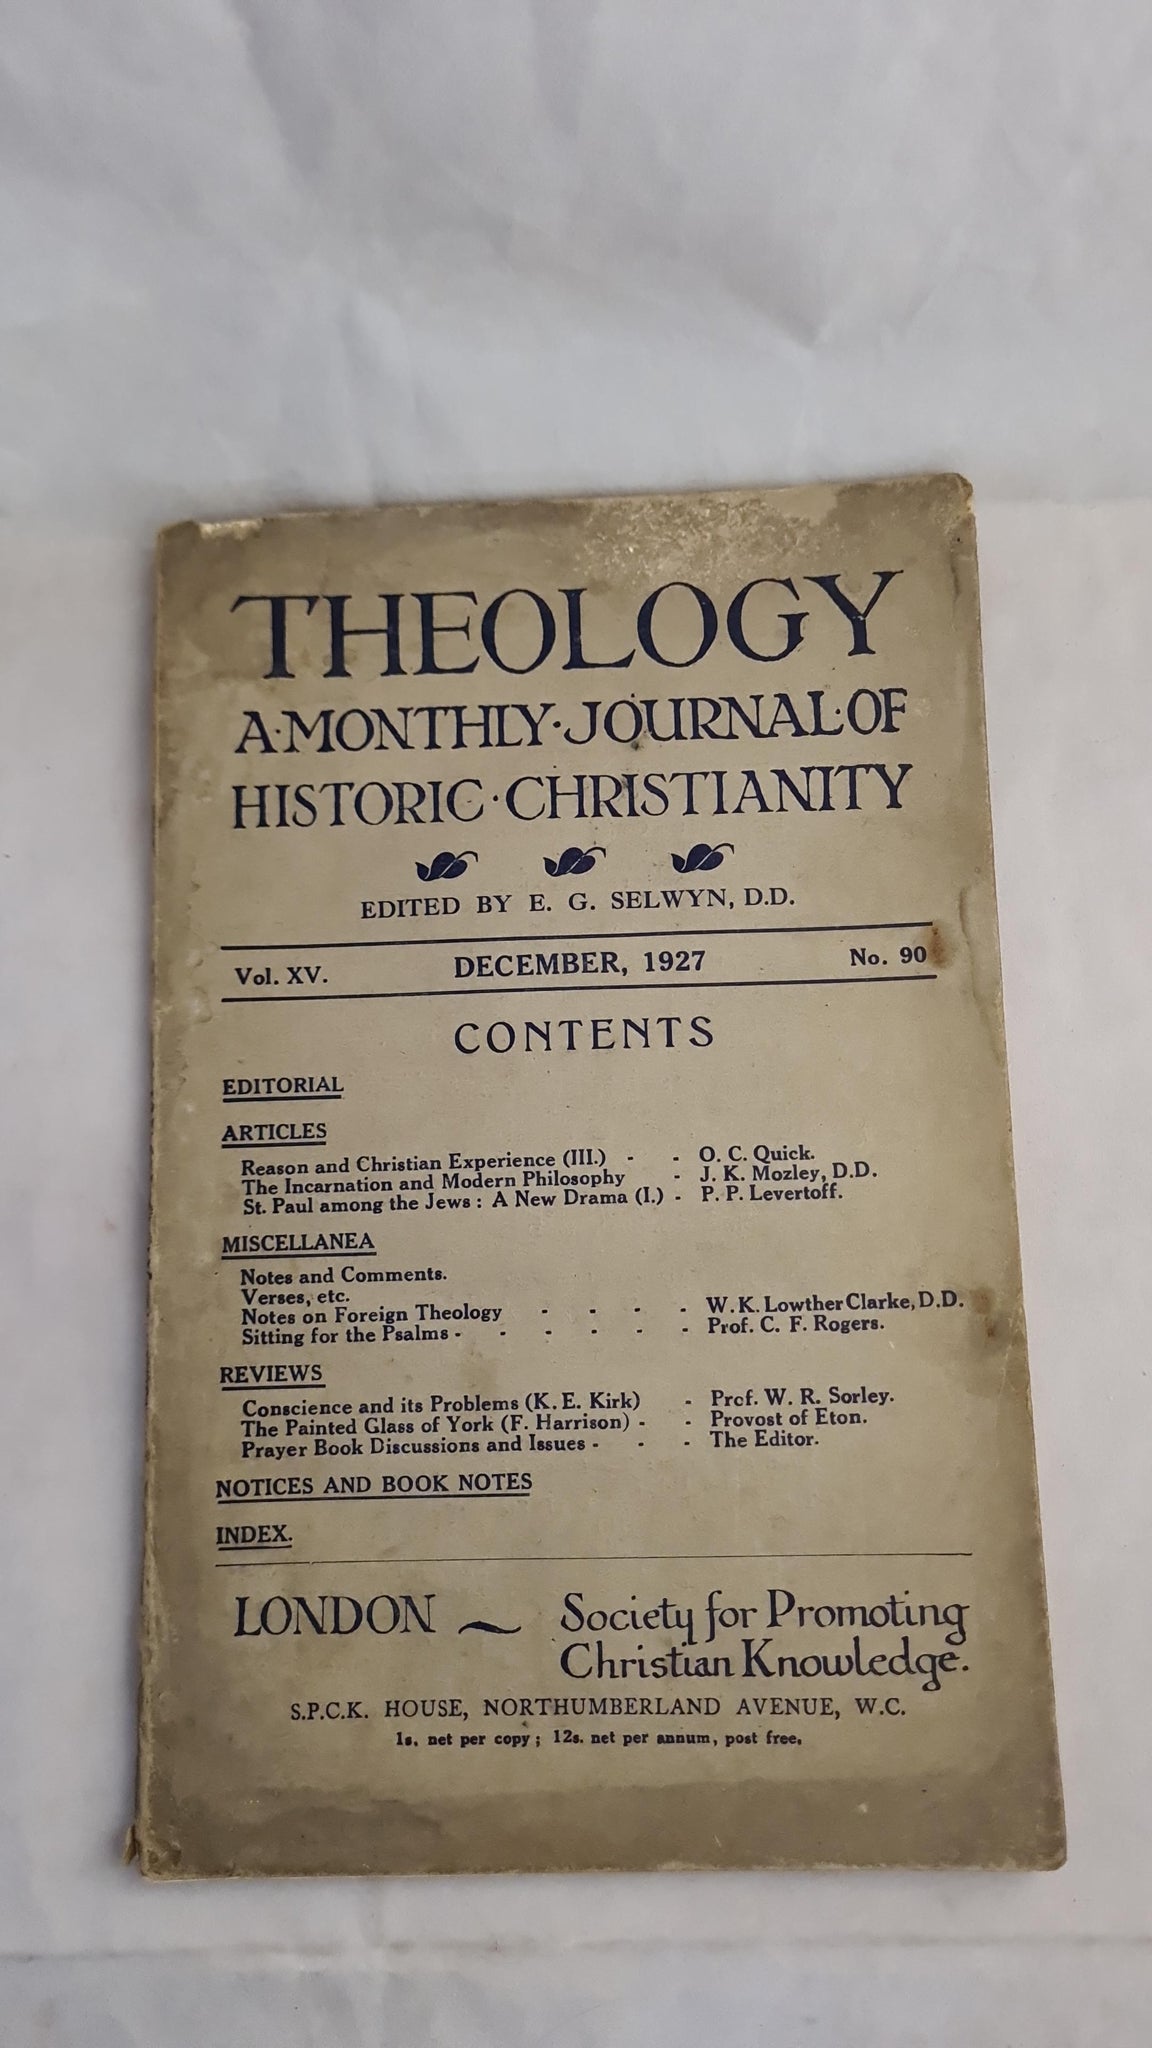 THEOLOGY
A·MONTHLY·JOURNAL·OF
HISTORIC·CHRISTIANITY
EDITED BY E. G. SELWYN, D.D.
Vol. XV. DECEMBER, 1927 No. 90
CONTENTS
EDITORIAL
ARTICLES
Reason and Christian Experience (III.) - - O. C. Quick.
The Incarnation and Modern Philosophy - J. K. Mozley, D.D.
St. Paul among the Jews : A New Drama (I.) - P. P. Levertoff.
MISCELLANEA
Notes and Comments.
Verses, etc.
Notes on Foreign Theology - - - - W. K. Lowther Clarke, D.D.
Sitting for the Psalms - - - - - - Prof. C. F. Rogers.
REVIEWS
Conscience and its Problems (K. E. Kirk) - Prof. W. R. Sorley.
The Painted Glass of York (F. Harrison) - - Provost of Eton.
Prayer Book Discussions and Issues - - - The Editor.
NOTICES AND BOOK NOTES
INDEX.
LONDON ~ Society for Promoting
Christian Knowledge.
S.P.C.K. HOUSE, NORTHUMBERLAND AVENUE, W.C.
1s. net per copy ; 12s. net per annum, post free.